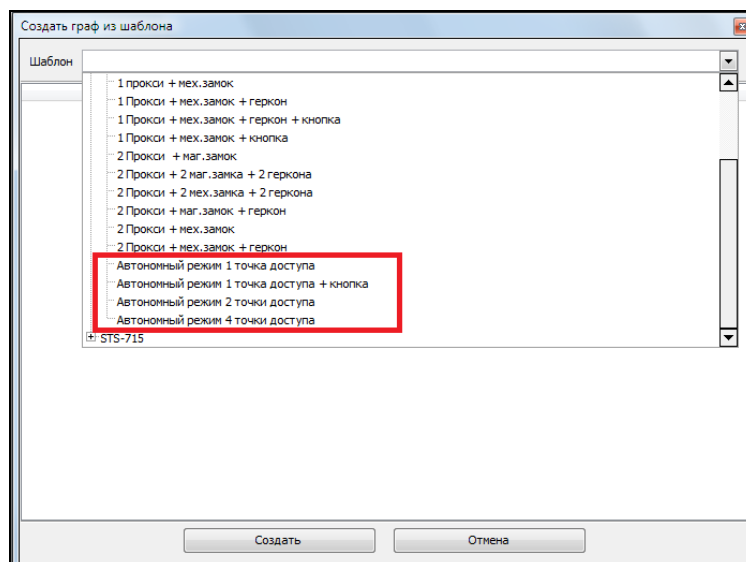 Создать граф из шаблона
Шаблон
1 прокси + мех.замок
1 Прокси + мех.замок + геркон
1 Прокси + мех.замок + геркон + кнопка
1 Прокси + мех.замок + кнопка
2 Прокси + маг.замок
2 Прокси + 2 маг.замка + 2 геркона
2 Прокси + 2 мех.замка + 2 геркона
2 Прокси + маг.замок + геркон
2 Прокси + мех.замок
2 Прокси + мех.замок + геркон
Автономный режим 1 точка доступа
Автономный режим 1 точка доступа + кнопка
Автономный режим 2 точки доступа
Автономный режим 4 точки доступа
STS-715
Создать
Отмена